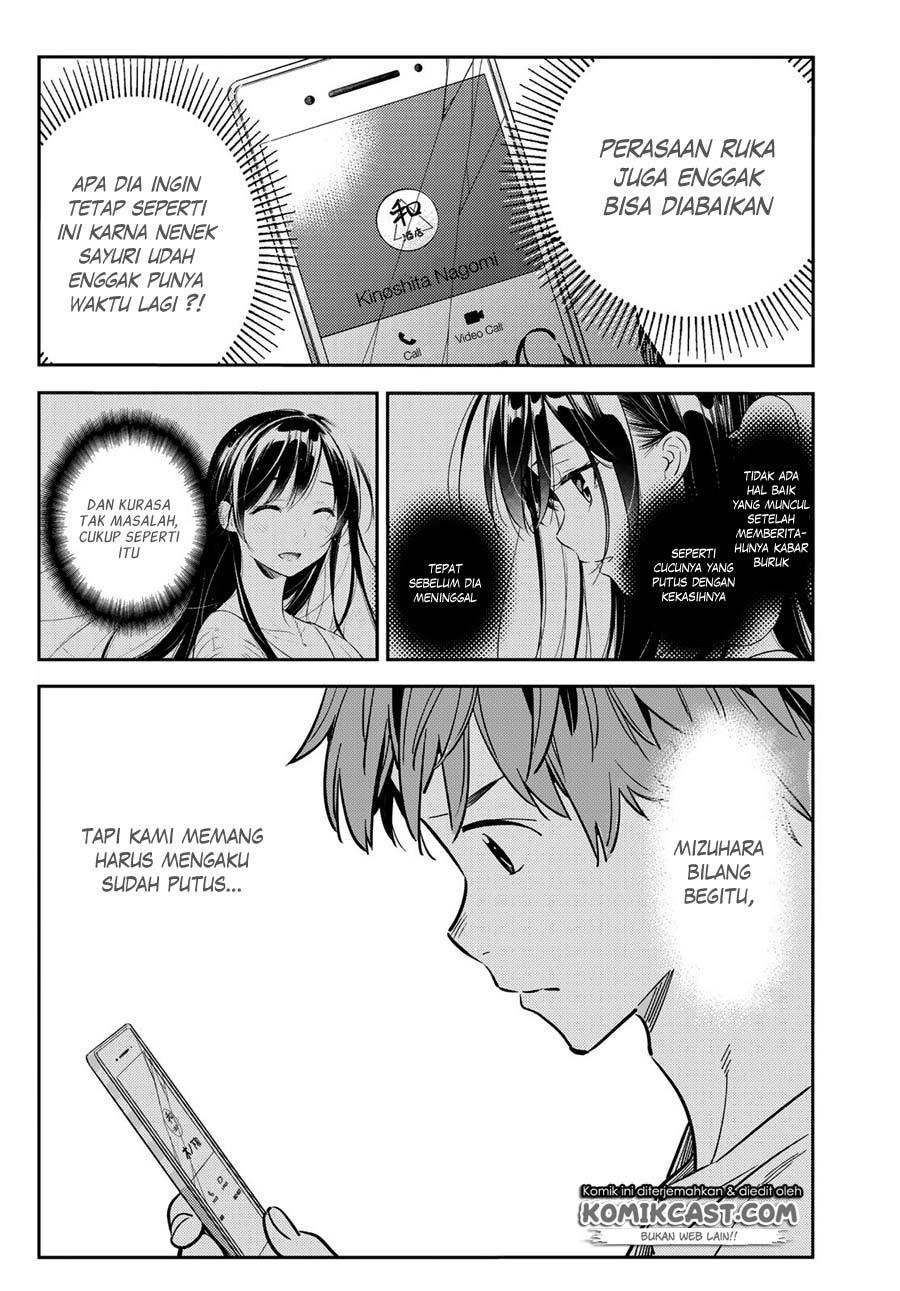 PERASAAN RUKA
JUGA ENGGAK
BISA DIABAIKAN
APA DIA INGIN
TETAP SEPERTI
INI KARNA NENEK
SAYURI UDAH
ENGGAK PUNYA
WAKTU LAGI ?!
和
酒店
Kinoshita Nagomi
Call
Video Call
TIDAK ADA
HAL BAIK
YANG MUNCUL
SETELAH
MEMBERITA-
HUNYA KABAR
BURUK
SEPERTI
CUCUNYA YANG
PUTUS DENGAN
KEKASIHNYA
TEPAT
SEBELUM DIA
MENINGGAL
DAN KURASA
TAK MASALAH,
CUKUP SEPERTI
ITU
MIZUHARA
BILANG
BEGITU,
TAPI KAMI MEMANG
HARUS MENGAKU
SUDAH PUTUS...
和
Komik ini diterjemahkan & diedit oleh
KOMIKCAST.COM
BUKAN WEB LAIN!!